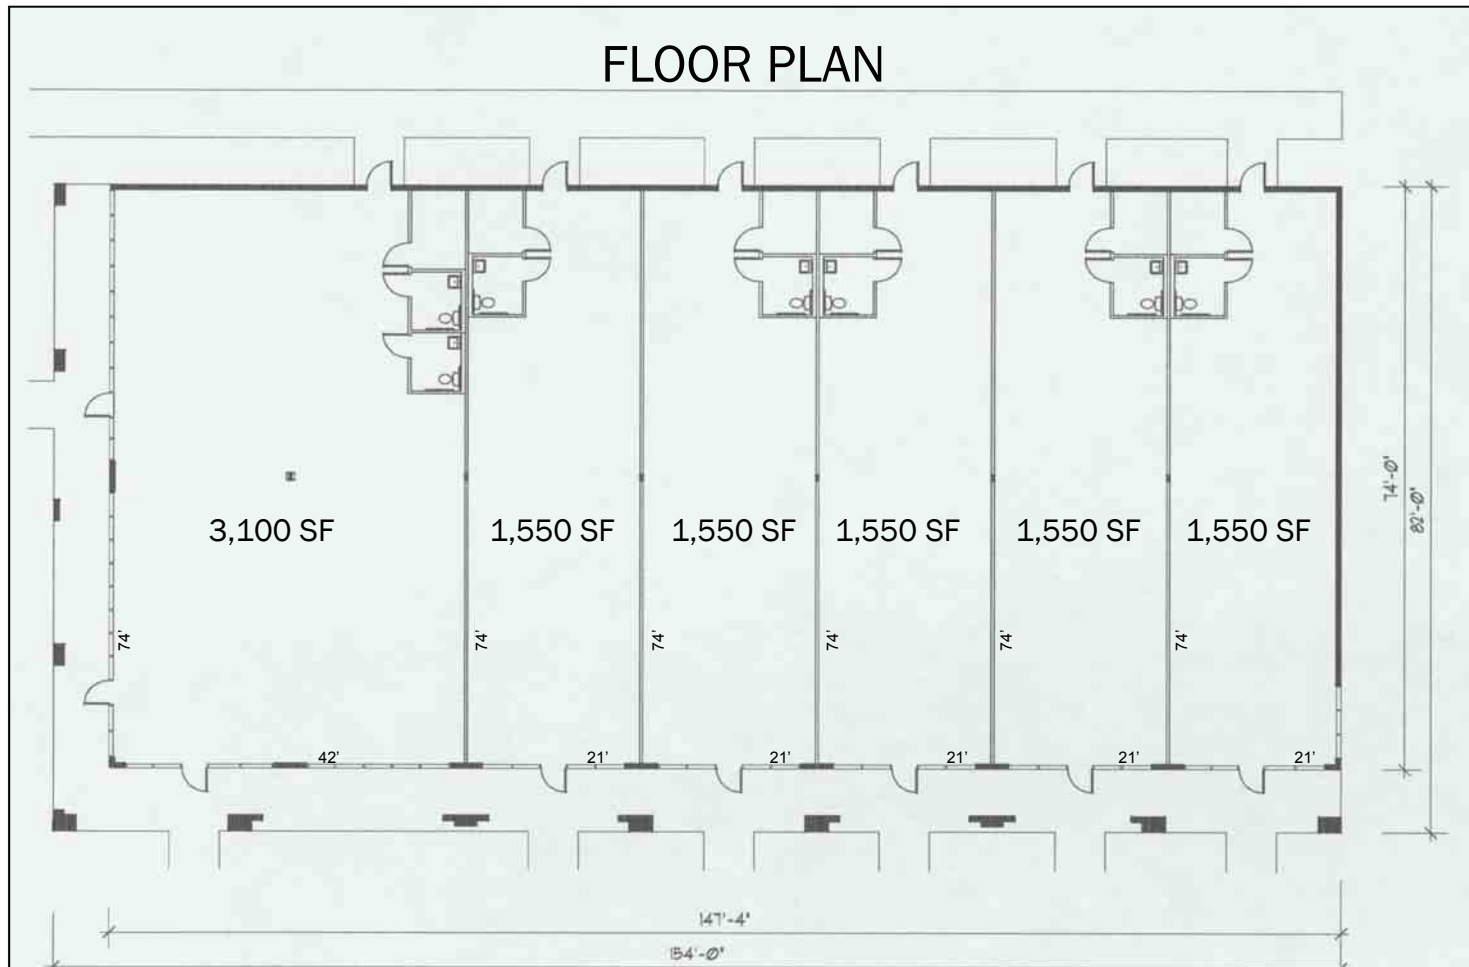 FLOOR PLAN
74'-0"
82'-0"
3,100 SF 1,550 SF 1,550 SF 1,550 SF 1,550 SF 1,550 SF
74' 74' 74' 74' 74' 74'
42' 21' 21' 21' 21' 21'
147'-4"
154'-0"